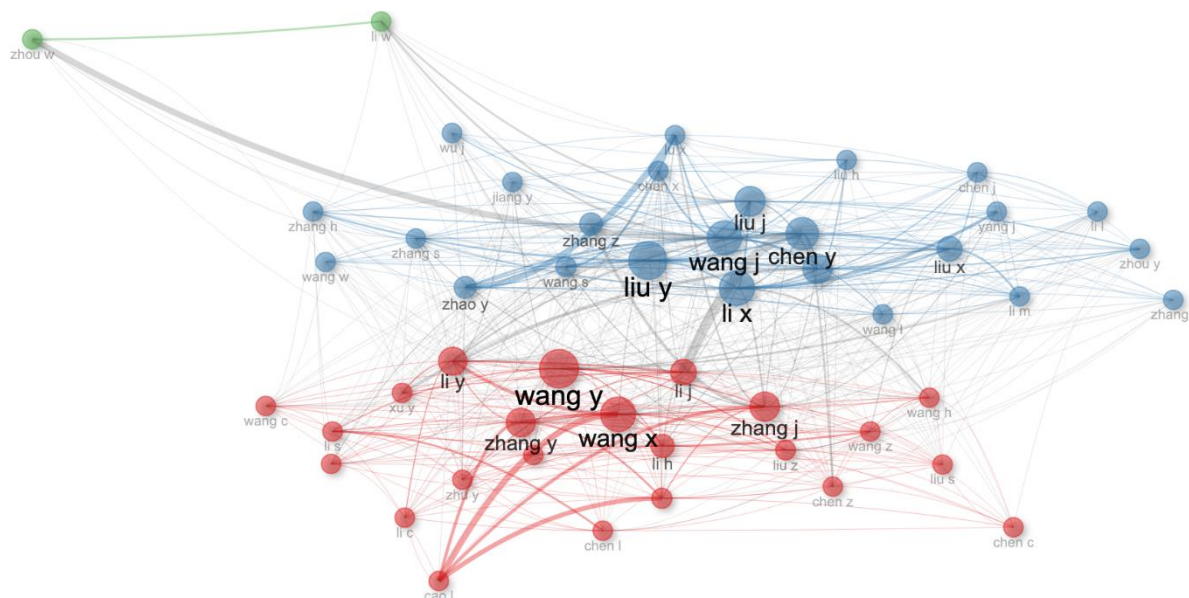 li w
zhou w
wu j
lu x
liu h
chan x
chen j
jiang y
zhang h
liu j
yang j
li l
zhang z
zhang s
wang j
chen y
zhou y
wang w
wang s
liu y
liu x
zhao y
li x
li m
zhang
wang l
li y
li j
wang y
xu y
wang h
wang c
zhang y
wang x
zhang j
li s
wang z
li h
liu z
liu s
zhu y
chen z
li c
chen l
chen c
cao l